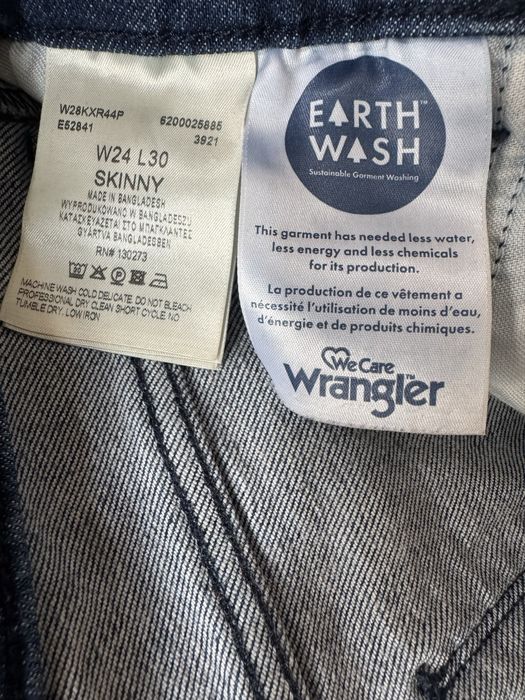 W28KXR44P
E52841
6200025885
3921
W24 L30
SKINNY
MADE IN BANGLADESH
WYPRODUKOWANO W BANGLADESZU
ΚΑΤΑΣΚΕΥΑΖΕΤΑΙ ΣΤΟ ΜΠΑΓΚΛΑΝΤΕΣ
GYÁRTVA BANGLADESBEN
RN# 130273
MACHINE WASH COLD DELICATE. DO NOT BLEACH
PROFESSIONAL DRY CLEAN SHORT CYCLE. NO
TUMBLE DRY. LOW IRON
EARTH™
WASH
Sustainable Garment Washing
This garment has needed less water,
less energy and less chemicals
for its production.
La production de ce vêtement a
nécessité l'utilisation de moins d'eau,
d'énergie et de produits chimiques.
We Care
Wrangler™